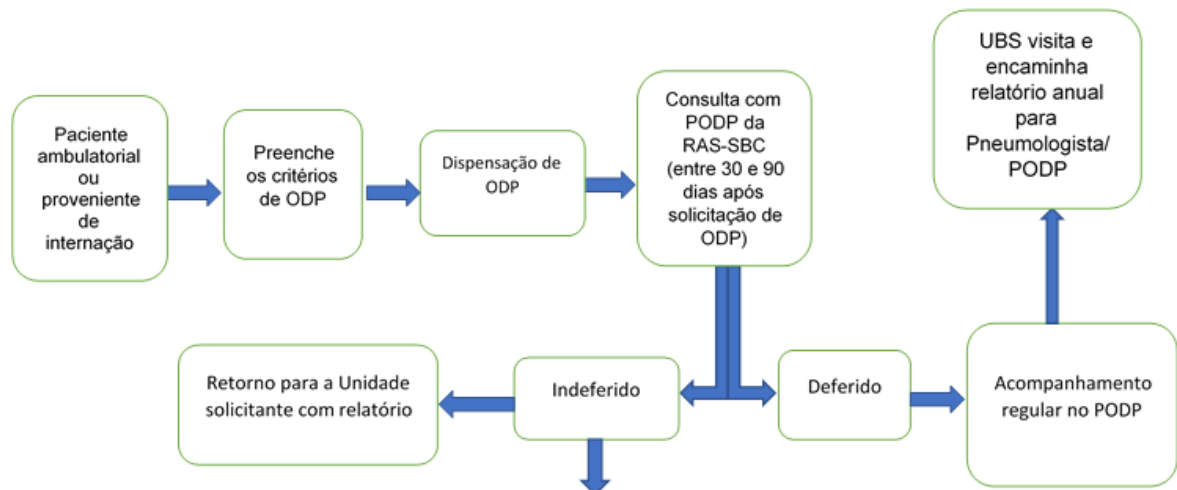 Paciente
ambulatorial
ou
proveniente
de
internação
Preenche
os critérios
de ODP
Dispensação de
ODP
Consulta com
PODP da
RAS-SBC
(entre 30 e 90
dias após
solicitação de
ODP)
UBS visita e
encaminha
relatório anual
para
Pneumologista/
PODP
Retorno para a Unidade
solicitante com relatório
Indeferido
Deferido
Acompanhamento
regular no PODP